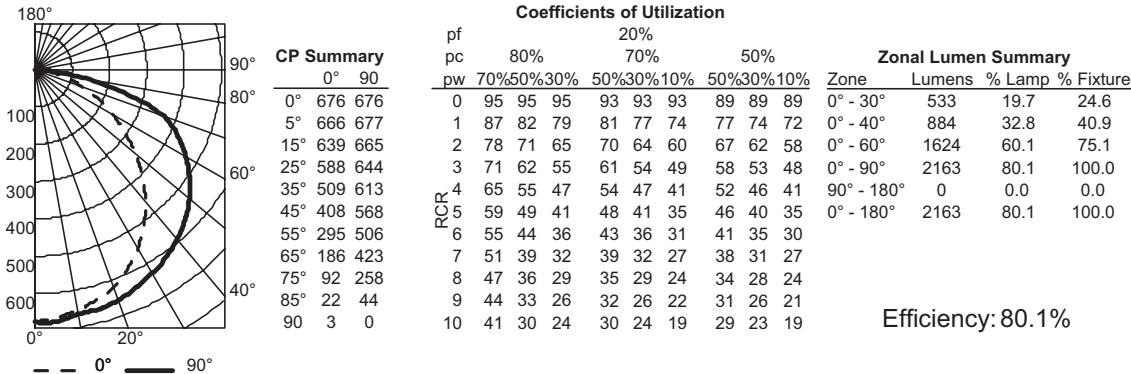 180°
90°
80°
60°
40°
20°
0°
100
200
300
400
500
600
0° 90°
CP Summary
0° 90
0° 676 676
5° 666 677
15° 639 665
25° 588 644
35° 509 613
45° 408 568
55° 295 506
65° 186 423
75° 92 258
85° 22 44
90 3 0
Coefficients of Utilization
pf 20%
pc 80% 70% 50%
pw 70%50%30% 50%30%10% 50%30%10%
RCR
0 95 95 95 93 93 93 89 89 89
1 87 82 79 81 77 74 77 74 72
2 78 71 65 70 64 60 67 62 58
3 71 62 55 61 54 49 58 53 48
4 65 55 47 54 47 41 52 46 41
5 59 49 41 48 41 35 46 40 35
6 55 44 36 43 36 31 41 35 30
7 51 39 32 39 32 27 38 31 27
8 47 36 29 35 29 24 34 28 24
9 44 33 26 32 26 22 31 26 21
10 41 30 24 30 24 19 29 23 19
Zonal Lumen Summary
Zone Lumens % Lamp % Fixture
0° - 30° 533 19.7 24.6
0° - 40° 884 32.8 40.9
0° - 60° 1624 60.1 75.1
0° - 90° 2163 80.1 100.0
90° - 180° 0 0.0 0.0
0° - 180° 2163 80.1 100.0
Efficiency: 80.1%